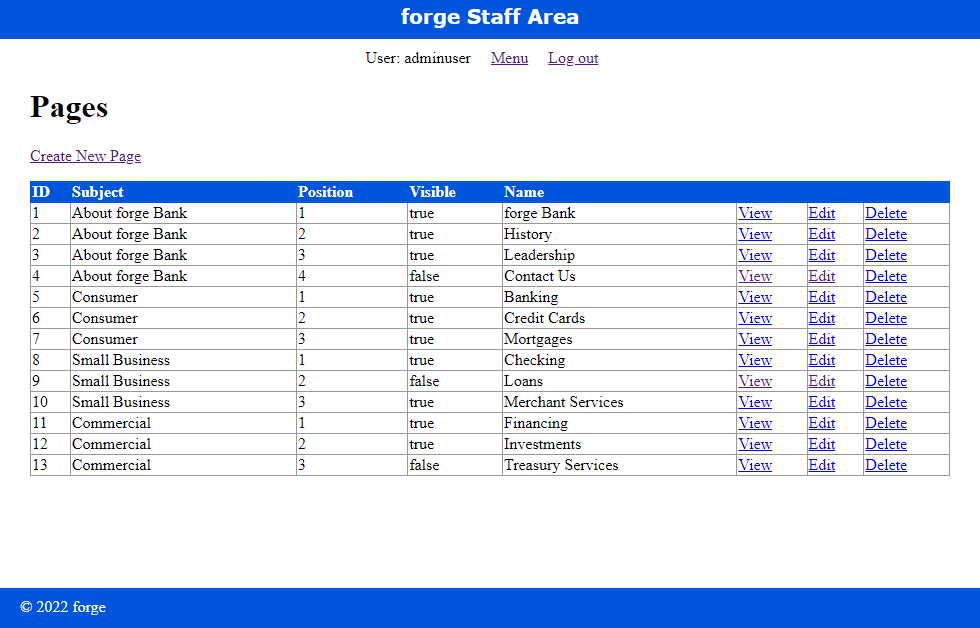 forge Staff Area
User: adminuser Menu Log out
Pages
Create New Page
ID Subject Position Visible Name
1 About forge Bank 1 true forge Bank View Edit Delete
2 About forge Bank 2 true History View Edit Delete
3 About forge Bank 3 true Leadership View Edit Delete
4 About forge Bank 4 false Contact Us View Edit Delete
5 Consumer 1 true Banking View Edit Delete
6 Consumer 2 true Credit Cards View Edit Delete
7 Consumer 3 true Mortgages View Edit Delete
8 Small Business 1 true Checking View Edit Delete
9 Small Business 2 false Loans View Edit Delete
10 Small Business 3 true Merchant Services View Edit Delete
11 Commercial 1 true Financing View Edit Delete
12 Commercial 2 true Investments View Edit Delete
13 Commercial 3 false Treasury Services View Edit Delete
© 2022 forge